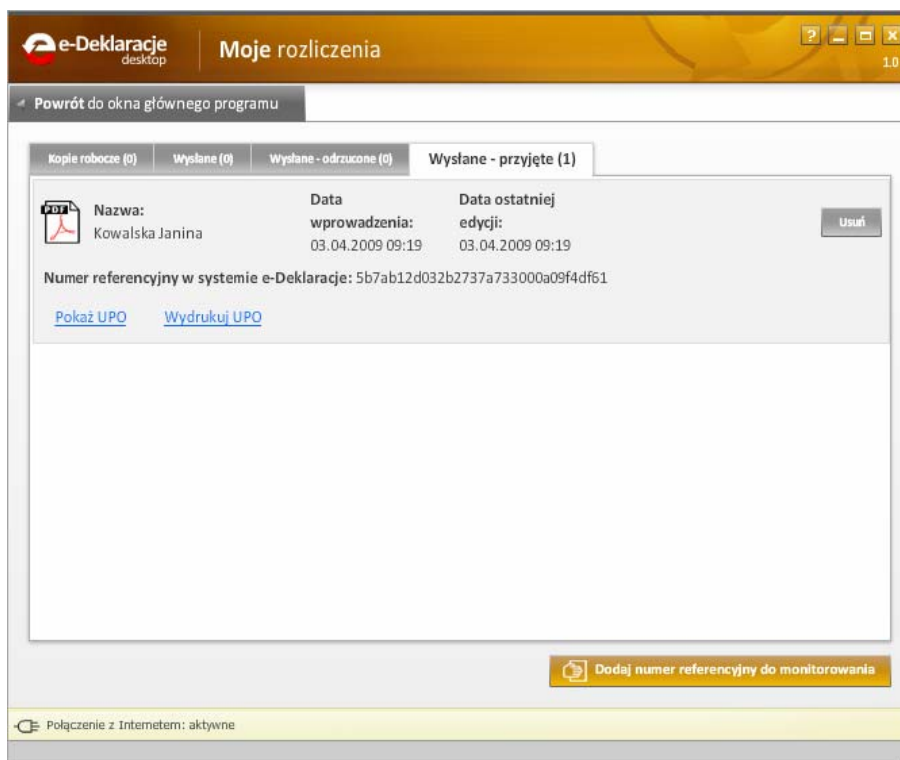 e-Deklaracje
desktop
Moje rozliczenia
?
1.0
Powrót do okna głównego programu
Kopie robocze (0)
Wysłane (0)
Wysłane - odrzucone (0)
Wysłane - przyjęte (1)
PDF
Nazwa:
Kowalska Janina
Data
wprowadzenia:
03.04.2009 09:19
Data ostatniej
edycji:
03.04.2009 09:19
Usuń
Numer referencyjny w systemie e-Deklaracje: 5b7ab12d032b2737a733000a09f4df61
Pokaż UPO
Wydrukuj UPO
Dodaj numer referencyjny do monitorowania
Połączenie z Internetem: aktywne